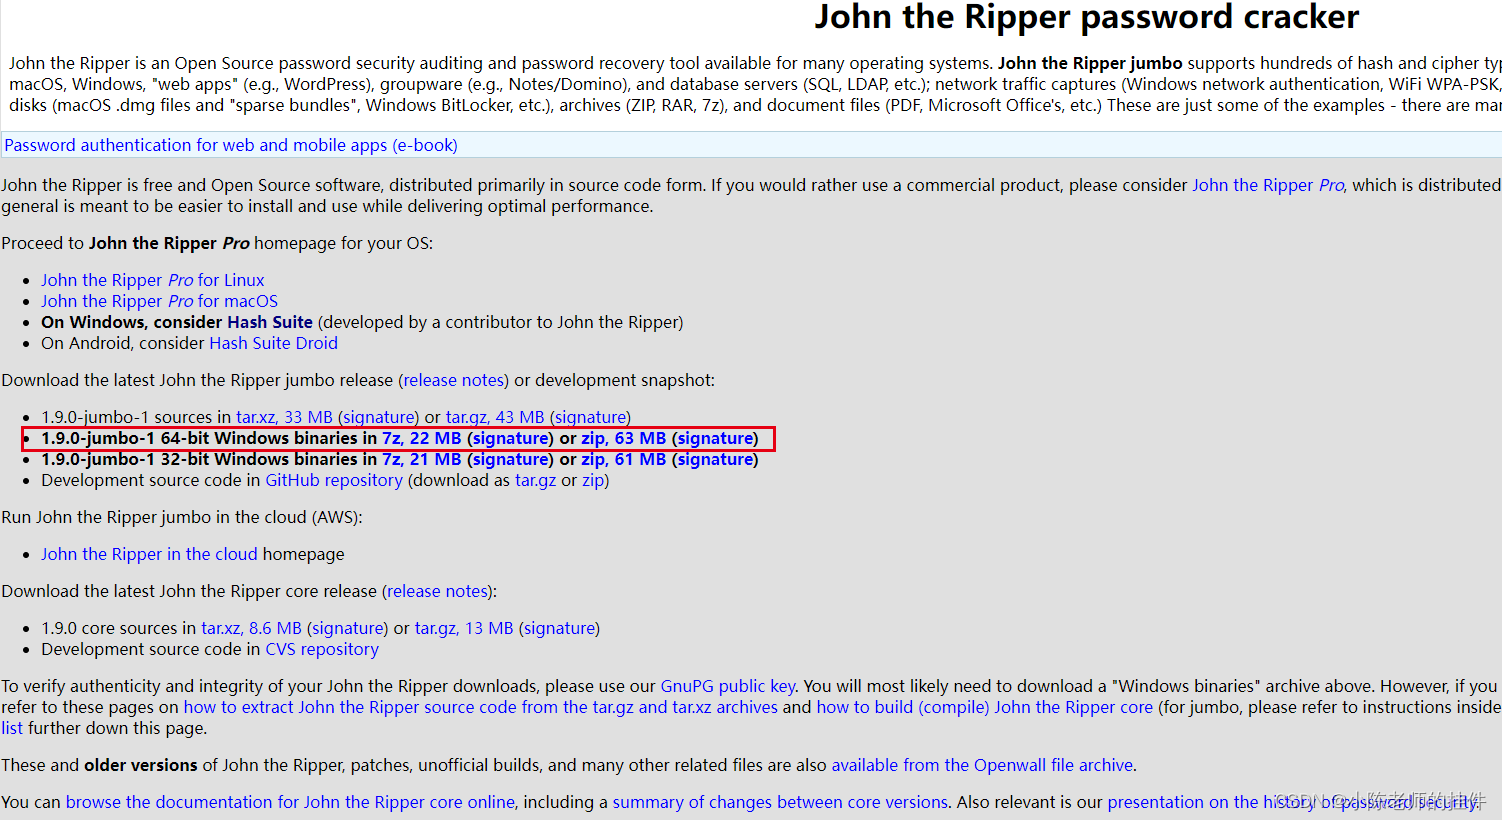 John the Ripper password cracker
John the Ripper is an Open Source password security auditing and password recovery tool available for many operating systems. John the Ripper jumbo supports hundreds of hash and cipher
macOS, Windows, "web apps" (e.g., WordPress), groupware (e.g., Notes/Domino), and database servers (SQL, LDAP, etc.); network traffic captures (Windows network authentication, WiFi WPA-PSK,
disks (macOS .dmg files and "sparse bundles", Windows BitLocker, etc.), archives (ZIP, RAR, 7z), and document files (PDF, Microsoft Office's, etc.) These are just some of the examples - there are
Password authentication for web and mobile apps (e-book)
John the Ripper is free and Open Source software, distributed primarily in source code form. If you would rather use a commercial product, please consider John the Ripper Pro, which is distributed
general is meant to be easier to install and use while delivering optimal performance.
Proceed to John the Ripper Pro homepage for your OS:
• John the Ripper Pro for Linux
• John the Ripper Pro for macOS
• On Windows, consider Hash Suite (developed by a contributor to John the Ripper)
• On Android, consider Hash Suite Droid
Download the latest John the Ripper jumbo release (release notes) or development snapshot:
• 1.9.0-jumbo-1 sources in tar.xz, 33 MB (signature) or tar.gz, 43 MB (signature)
• 1.9.0-jumbo-1 64-bit Windows binaries in 7z, 22 MB (signature) or zip, 63 MB (signature)
• 1.9.0-jumbo-1 32-bit Windows binaries in 7z, 21 MB (signature) or zip, 61 MB (signature)
• Development source code in GitHub repository (download as tar.gz or zip)
Run John the Ripper jumbo in the cloud (AWS):
• John the Ripper in the cloud homepage
Download the latest John the Ripper core release (release notes):
• 1.9.0 core sources in tar.xz, 8.6 MB (signature) or tar.gz, 13 MB (signature)
• Development source code in CVS repository
To verify authenticity and integrity of your John the Ripper downloads, please use our GnuPG public key. You will most likely need to download a "Windows binaries" archive above. However, if you
refer to these pages on how to extract John the Ripper source code from the tar.gz and tar.xz archives and how to build (compile) John the Ripper core (for jumbo, please refer to instructions inside
list further down this page.
These and older versions of John the Ripper, patches, unofficial builds, and many other related files are also available from the Openwall file archive.
You can browse the documentation for John the Ripper core online, including a summary of changes between core versions. Also relevant is our presentation on the history of password security.
CSDN @小陈老师的挂件